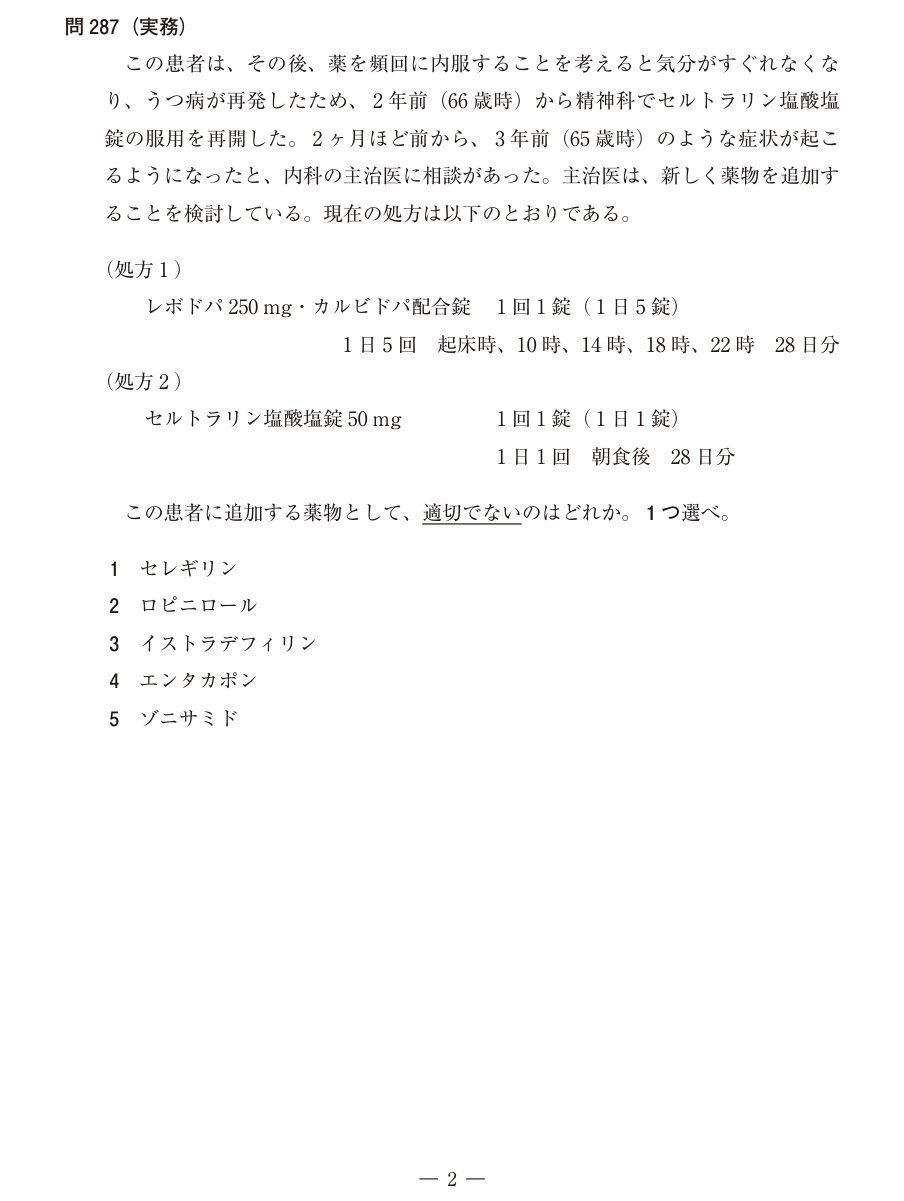 問 287（実務）
この患者は、その後、薬を頻回に内服することを考えると気分がすぐれなくな
り、うつ病が再発したため、２年前（66 歳時）から精神科でセルトラリン塩酸塩
錠の服用を再開した。２ヶ月ほど前から、３年前（65 歳時）のような症状が起こ
るようになったと、内科の主治医に相談があった。主治医は、新しく薬物を追加す
ることを検討している。現在の処方は以下のとおりである。
（処方１）
レボドパ 250 mg・カルビドパ配合錠　１回１錠（１日５錠）
１日５回　起床時、10 時、14 時、18 時、22 時　28 日分
（処方２）
セルトラリン塩酸塩錠 50 mg　１回１錠（１日１錠）
１日１回　朝食後　28 日分
この患者に追加する薬物として、適切でないのはどれか。１つ選べ。
1　セレギリン
2　ロピニロール
3　イストラデフィリン
4　エンタカポン
5　ゾニサミド
― 2 ―